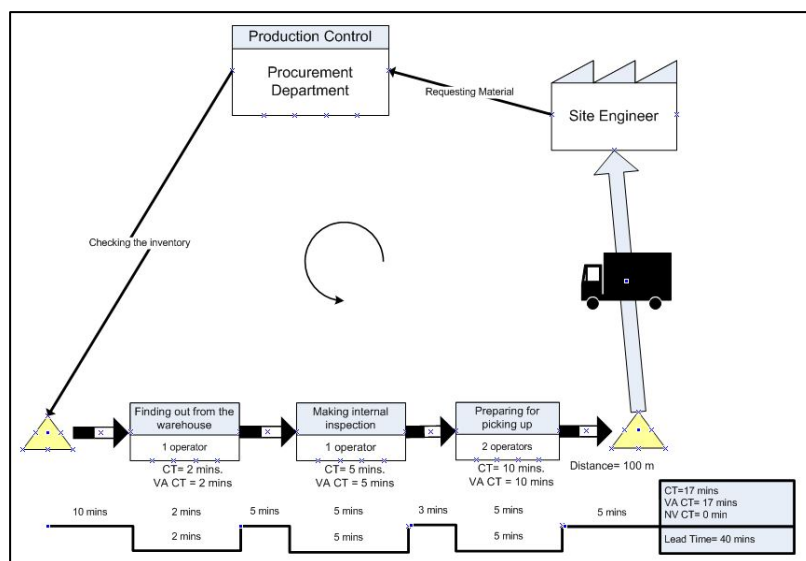 Production Control
Procurement
Department
Requesting Material
Site Engineer
Checking the inventory
Finding out from the
warehouse
1 operator
CT= 2 mins.
VA CT = 2 mins
Making internal
inspection
1 operator
CT= 5 mins.
VA CT = 5 mins
Preparing for
picking up
2 operators
CT= 10 mins.
VA CT = 10 mins
Distance= 100 m
10 mins
2 mins
5 mins
5 mins
3 mins
5 mins
5 mins
2 mins
5 mins
5 mins
CT=17 mins
VA CT= 17 mins
NV CT= 0 min
Lead Time= 40 mins